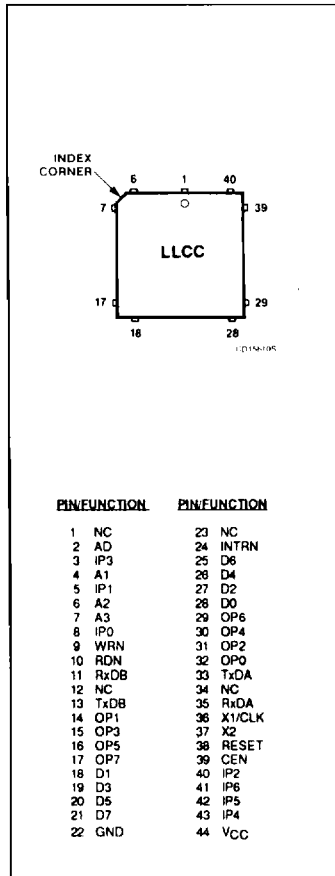 INDEX
CORNER
6 1 40
7 39
LLCC
17 29
18 28
PIN/FUNCTION
1 NC
2 AD
3 IP3
4 A1
5 IP1
6 A2
7 A3
8 IP0
9 WRN
10 RDN
11 RxDB
12 NC
13 TxDB
14 OP1
15 OP3
16 OP5
17 OP7
18 D1
19 D3
20 D5
21 D7
22 GND
PIN/FUNCTION
23 NC
24 INTRN
25 D6
26 D4
27 D2
28 D0
29 OP6
30 OP4
31 OP2
32 OP0
33 TxDA
34 NC
35 RxDA
36 X1/CLK
37 X2
38 RESET
39 CEN
40 IP2
41 IP6
42 IP5
43 IP4
44 VCC